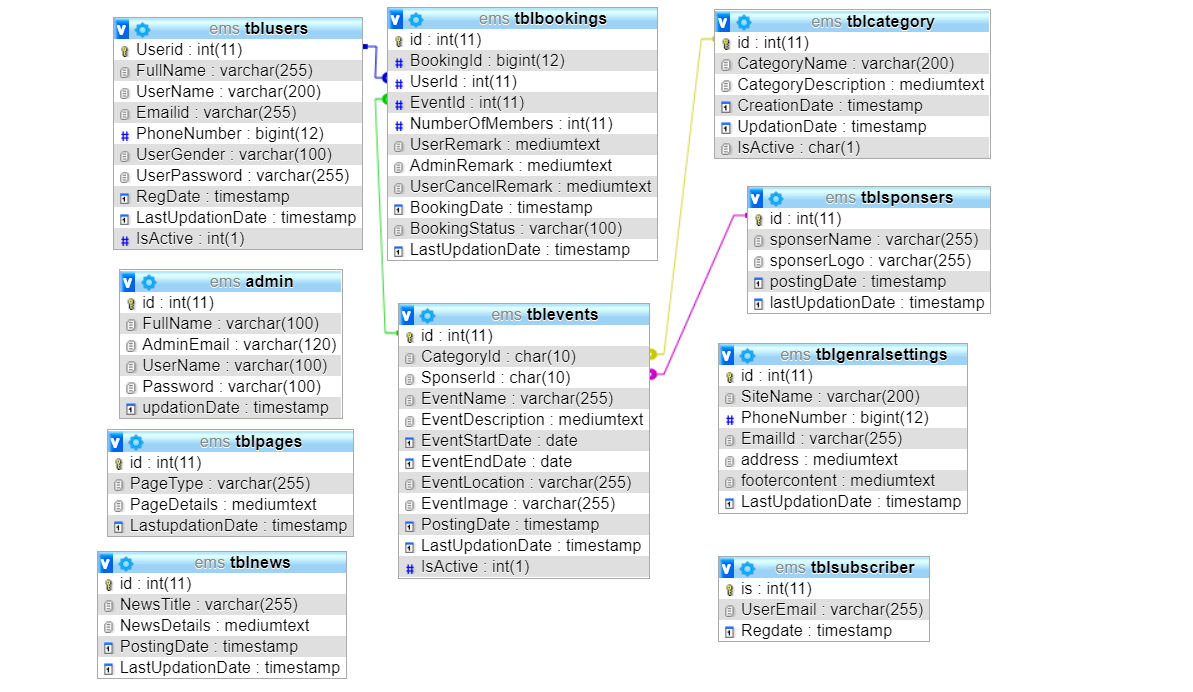 ems tblusers
Userid : int(11)
FullName : varchar(255)
UserName : varchar(200)
Emailid : varchar(255)
PhoneNumber : bigint(12)
UserGender : varchar(100)
UserPassword : varchar(255)
RegDate : timestamp
LastUpdationDate : timestamp
IsActive : int(1)
ems admin
id : int(11)
FullName : varchar(100)
AdminEmail : varchar(120)
UserName : varchar(100)
Password : varchar(100)
updationDate : timestamp
ems tblpages
id : int(11)
PageType : varchar(255)
PageDetails : mediumtext
LastupdationDate : timestamp
ems tblnews
id : int(11)
NewsTitle : varchar(255)
NewsDetails : mediumtext
PostingDate : timestamp
LastUpdationDate : timestamp
ems tblbookings
id : int(11)
BookingId : bigint(12)
UserId : int(11)
EventId : int(11)
NumberOfMembers : int(11)
UserRemark : mediumtext
AdminRemark : mediumtext
UserCancelRemark : mediumtext
BookingDate : timestamp
BookingStatus : varchar(100)
LastUpdationDate : timestamp
ems tblevents
id : int(11)
CategoryId : char(10)
SponserId : char(10)
EventName : varchar(255)
EventDescription : mediumtext
EventStartDate : date
EventEndDate : date
EventLocation : varchar(255)
EventImage : varchar(255)
PostingDate : timestamp
LastUpdationDate : timestamp
IsActive : int(1)
ems tblcategory
id : int(11)
CategoryName : varchar(200)
CategoryDescription : mediumtext
CreationDate : timestamp
UpdationDate : timestamp
IsActive : char(1)
ems tblsponsers
id : int(11)
sponserName : varchar(255)
sponserLogo : varchar(255)
postingDate : timestamp
lastUpdationDate : timestamp
ems tblgenralsettings
id : int(11)
SiteName : varchar(200)
PhoneNumber : bigint(12)
EmailId : varchar(255)
address : mediumtext
footercontent : mediumtext
LastUpdationDate : timestamp
ems tblsubscriber
is : int(11)
UserEmail : varchar(255)
Regdate : timestamp